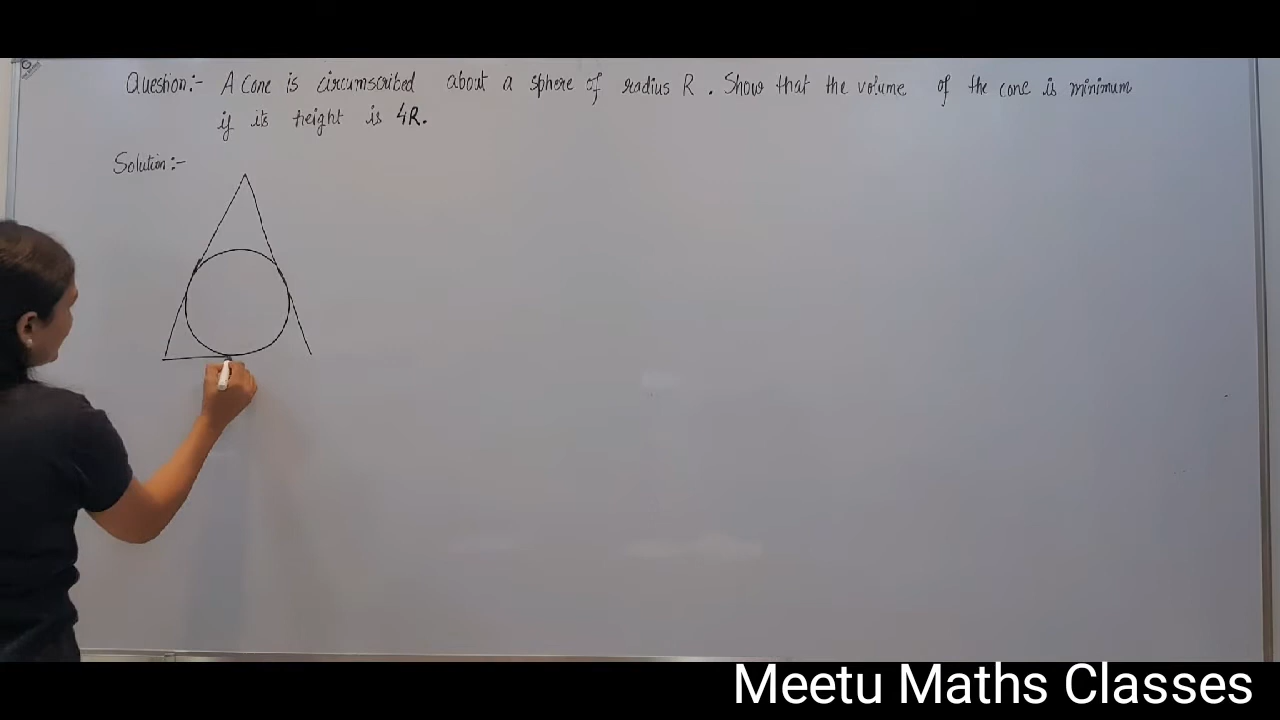 Question:- A cone is circumscribed about a sphere of radius R. Show that the volume of the cone is minimum
if its height is 4R.
Solution:-
Meetu Maths Classes